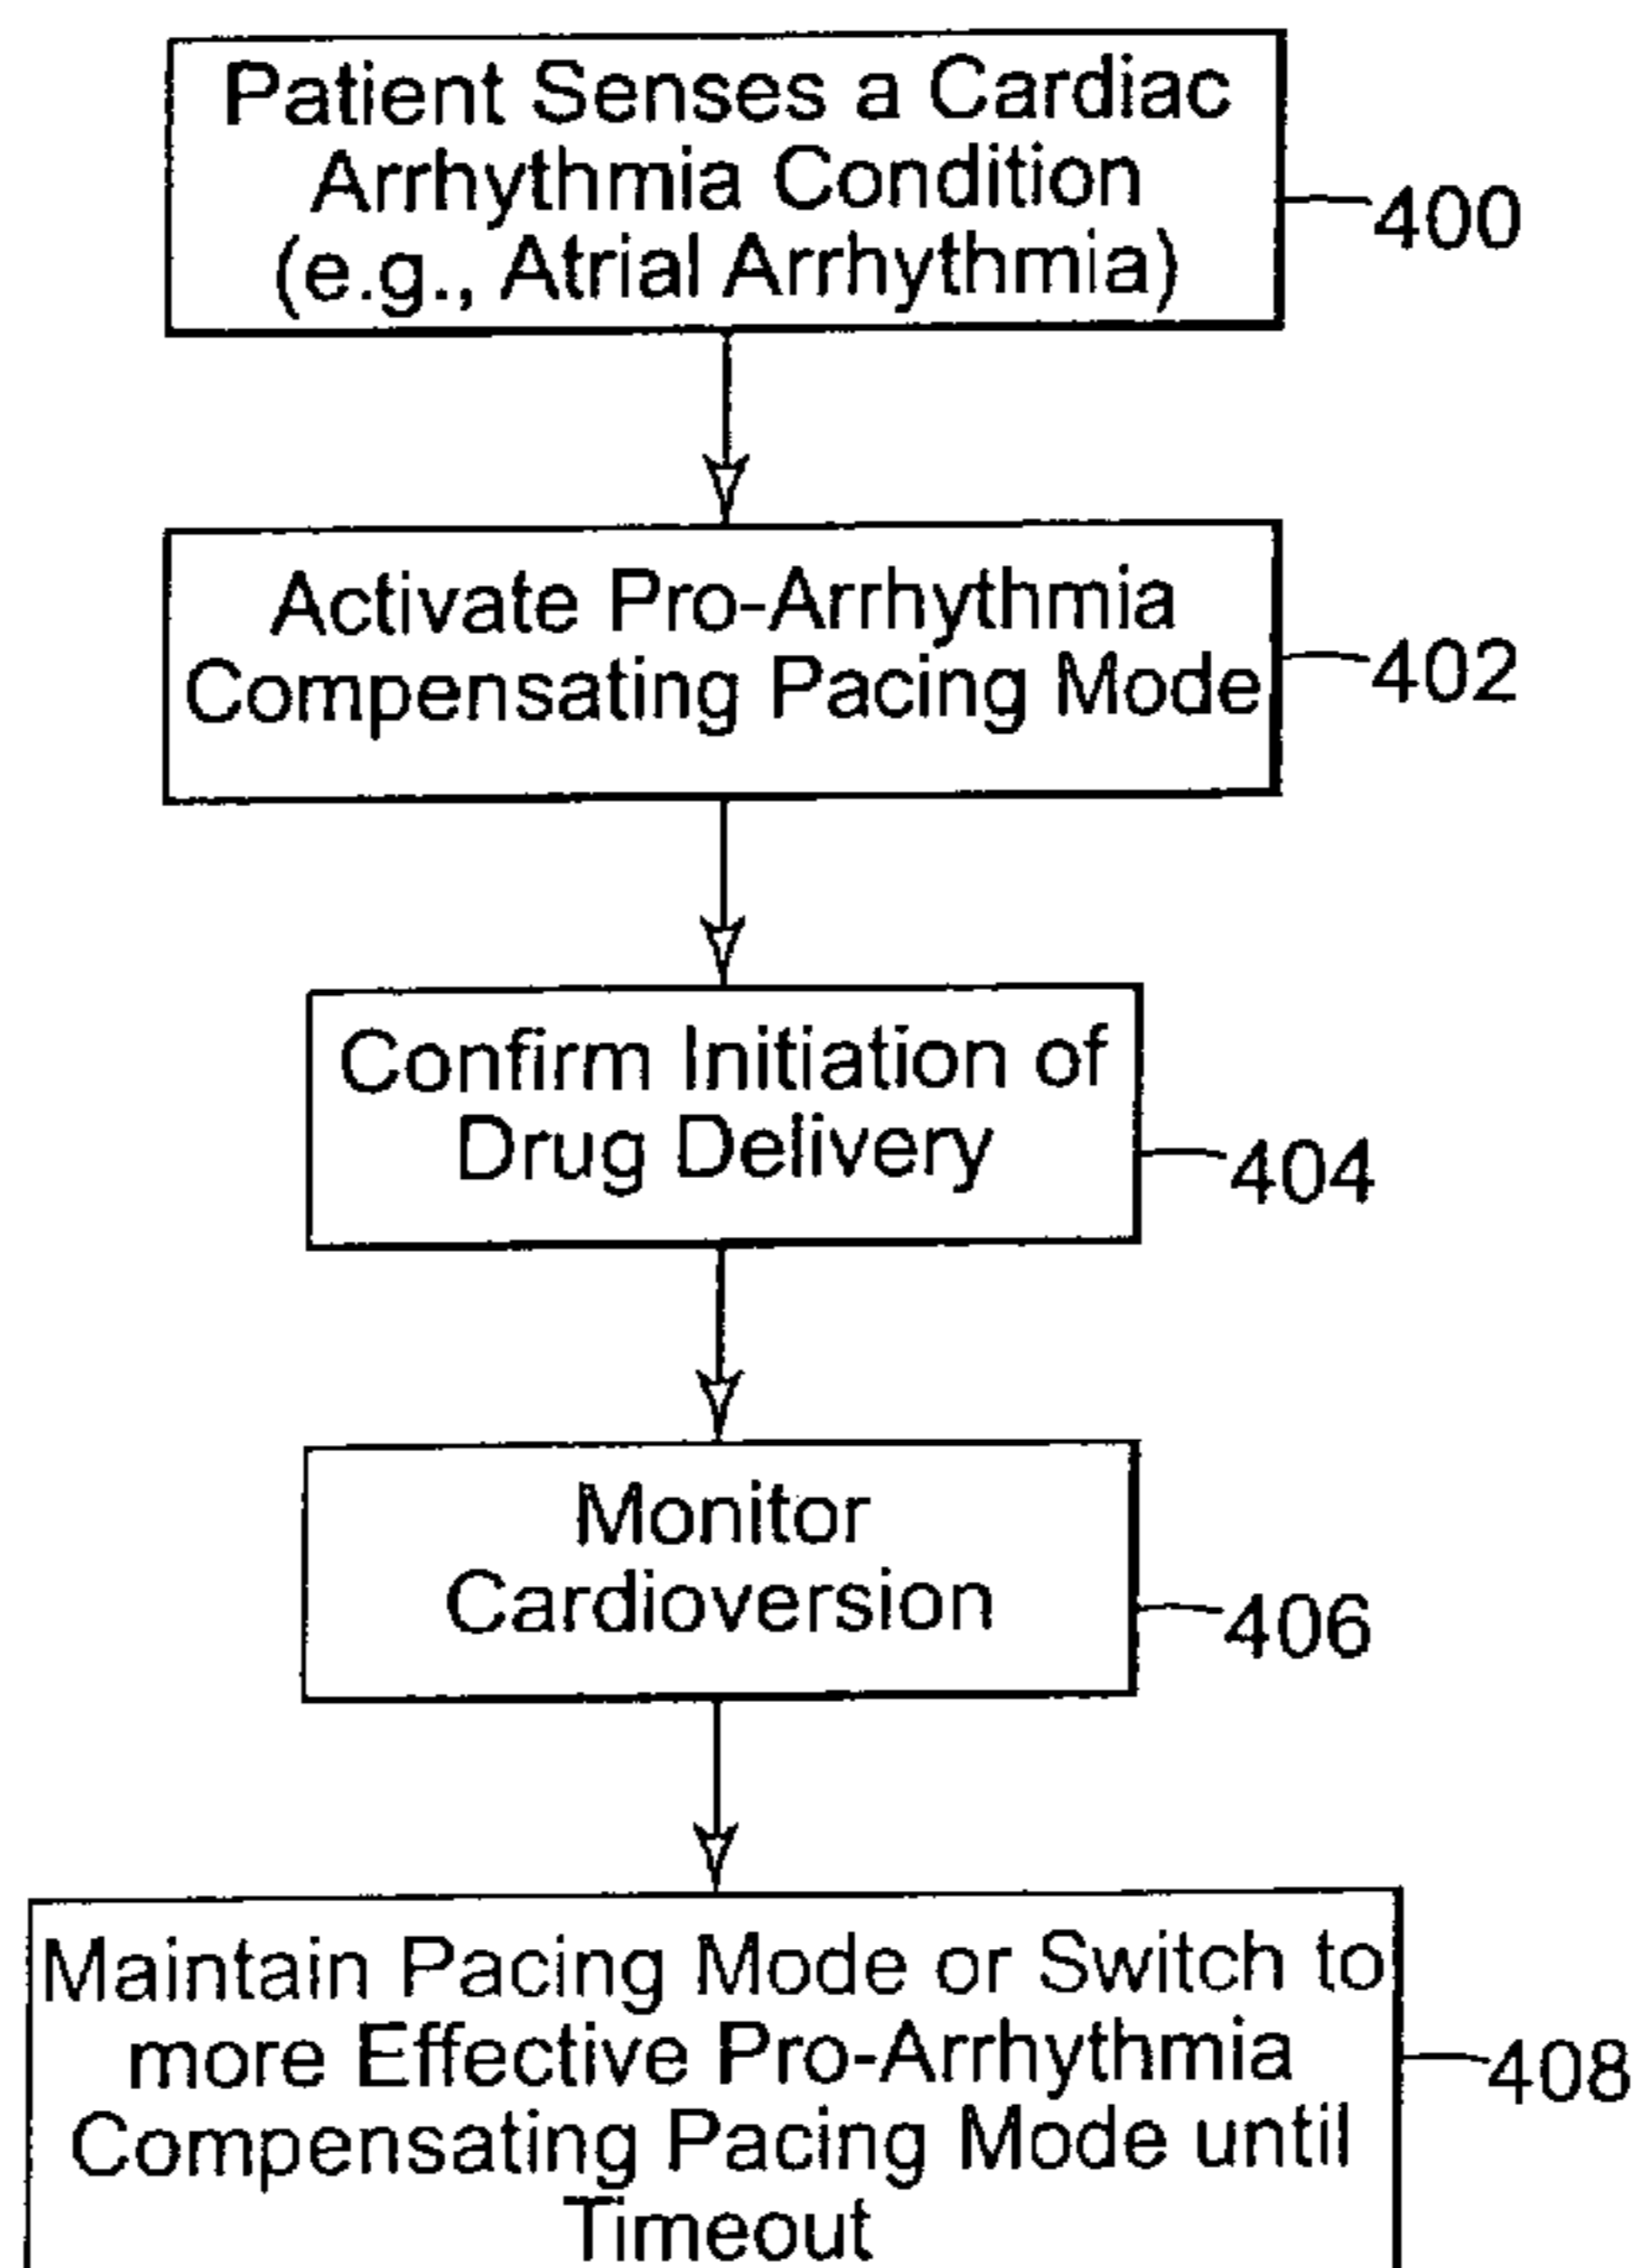 Patient Senses a Cardiac
Arrhythmia Condition
(e.g., Atrial Arrhythmia)
400
Activate Pro-Arrhythmia
Compensating Pacing Mode
402
Confirm Initiation of
Drug Delivery
404
Monitor
Cardioversion
406
Maintain Pacing Mode or Switch to
more Effective Pro-Arrhythmia
Compensating Pacing Mode until
Timeout
408